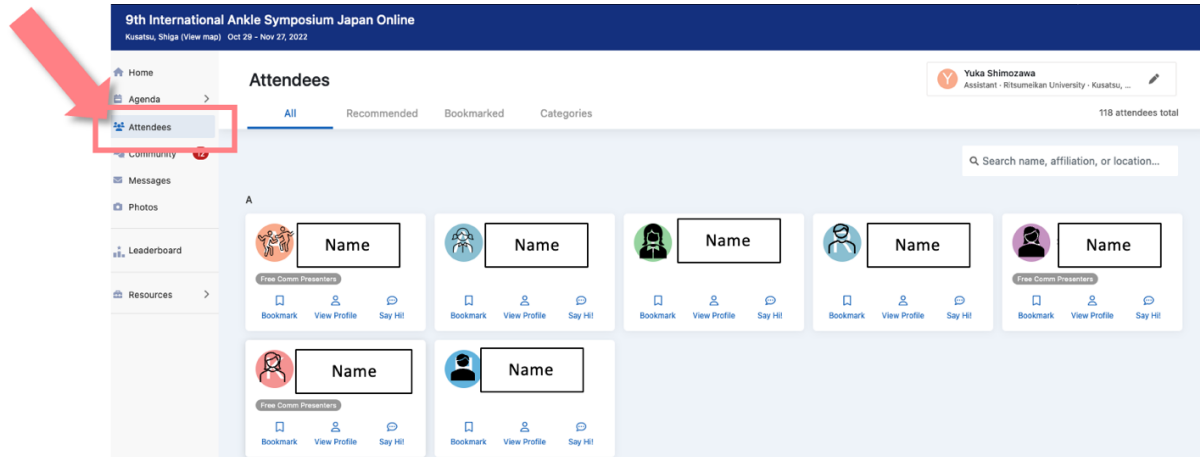 9th International Ankle Symposium Japan Online
Kusatsu, Shiga (View map) Oct 29 - Nov 27, 2022
Home
Agenda
Attendees
Community 12
Messages
Photos
Leaderboard
Resources
Attendees
Y Yuka Shimozawa
Assistant · Ritsumeikan University · Kusatsu, ...
All Recommended Bookmarked Categories 118 attendees total
Search name, affiliation, or location...
A
Name Name Name Name Name
Free Comm Presenters Free Comm Presenters
Bookmark View Profile Say Hi! Bookmark View Profile Say Hi! Bookmark View Profile Say Hi! Bookmark View Profile Say Hi! Bookmark View Profile Say Hi!
Name Name
Free Comm Presenters
Bookmark View Profile Say Hi! Bookmark View Profile Say Hi!